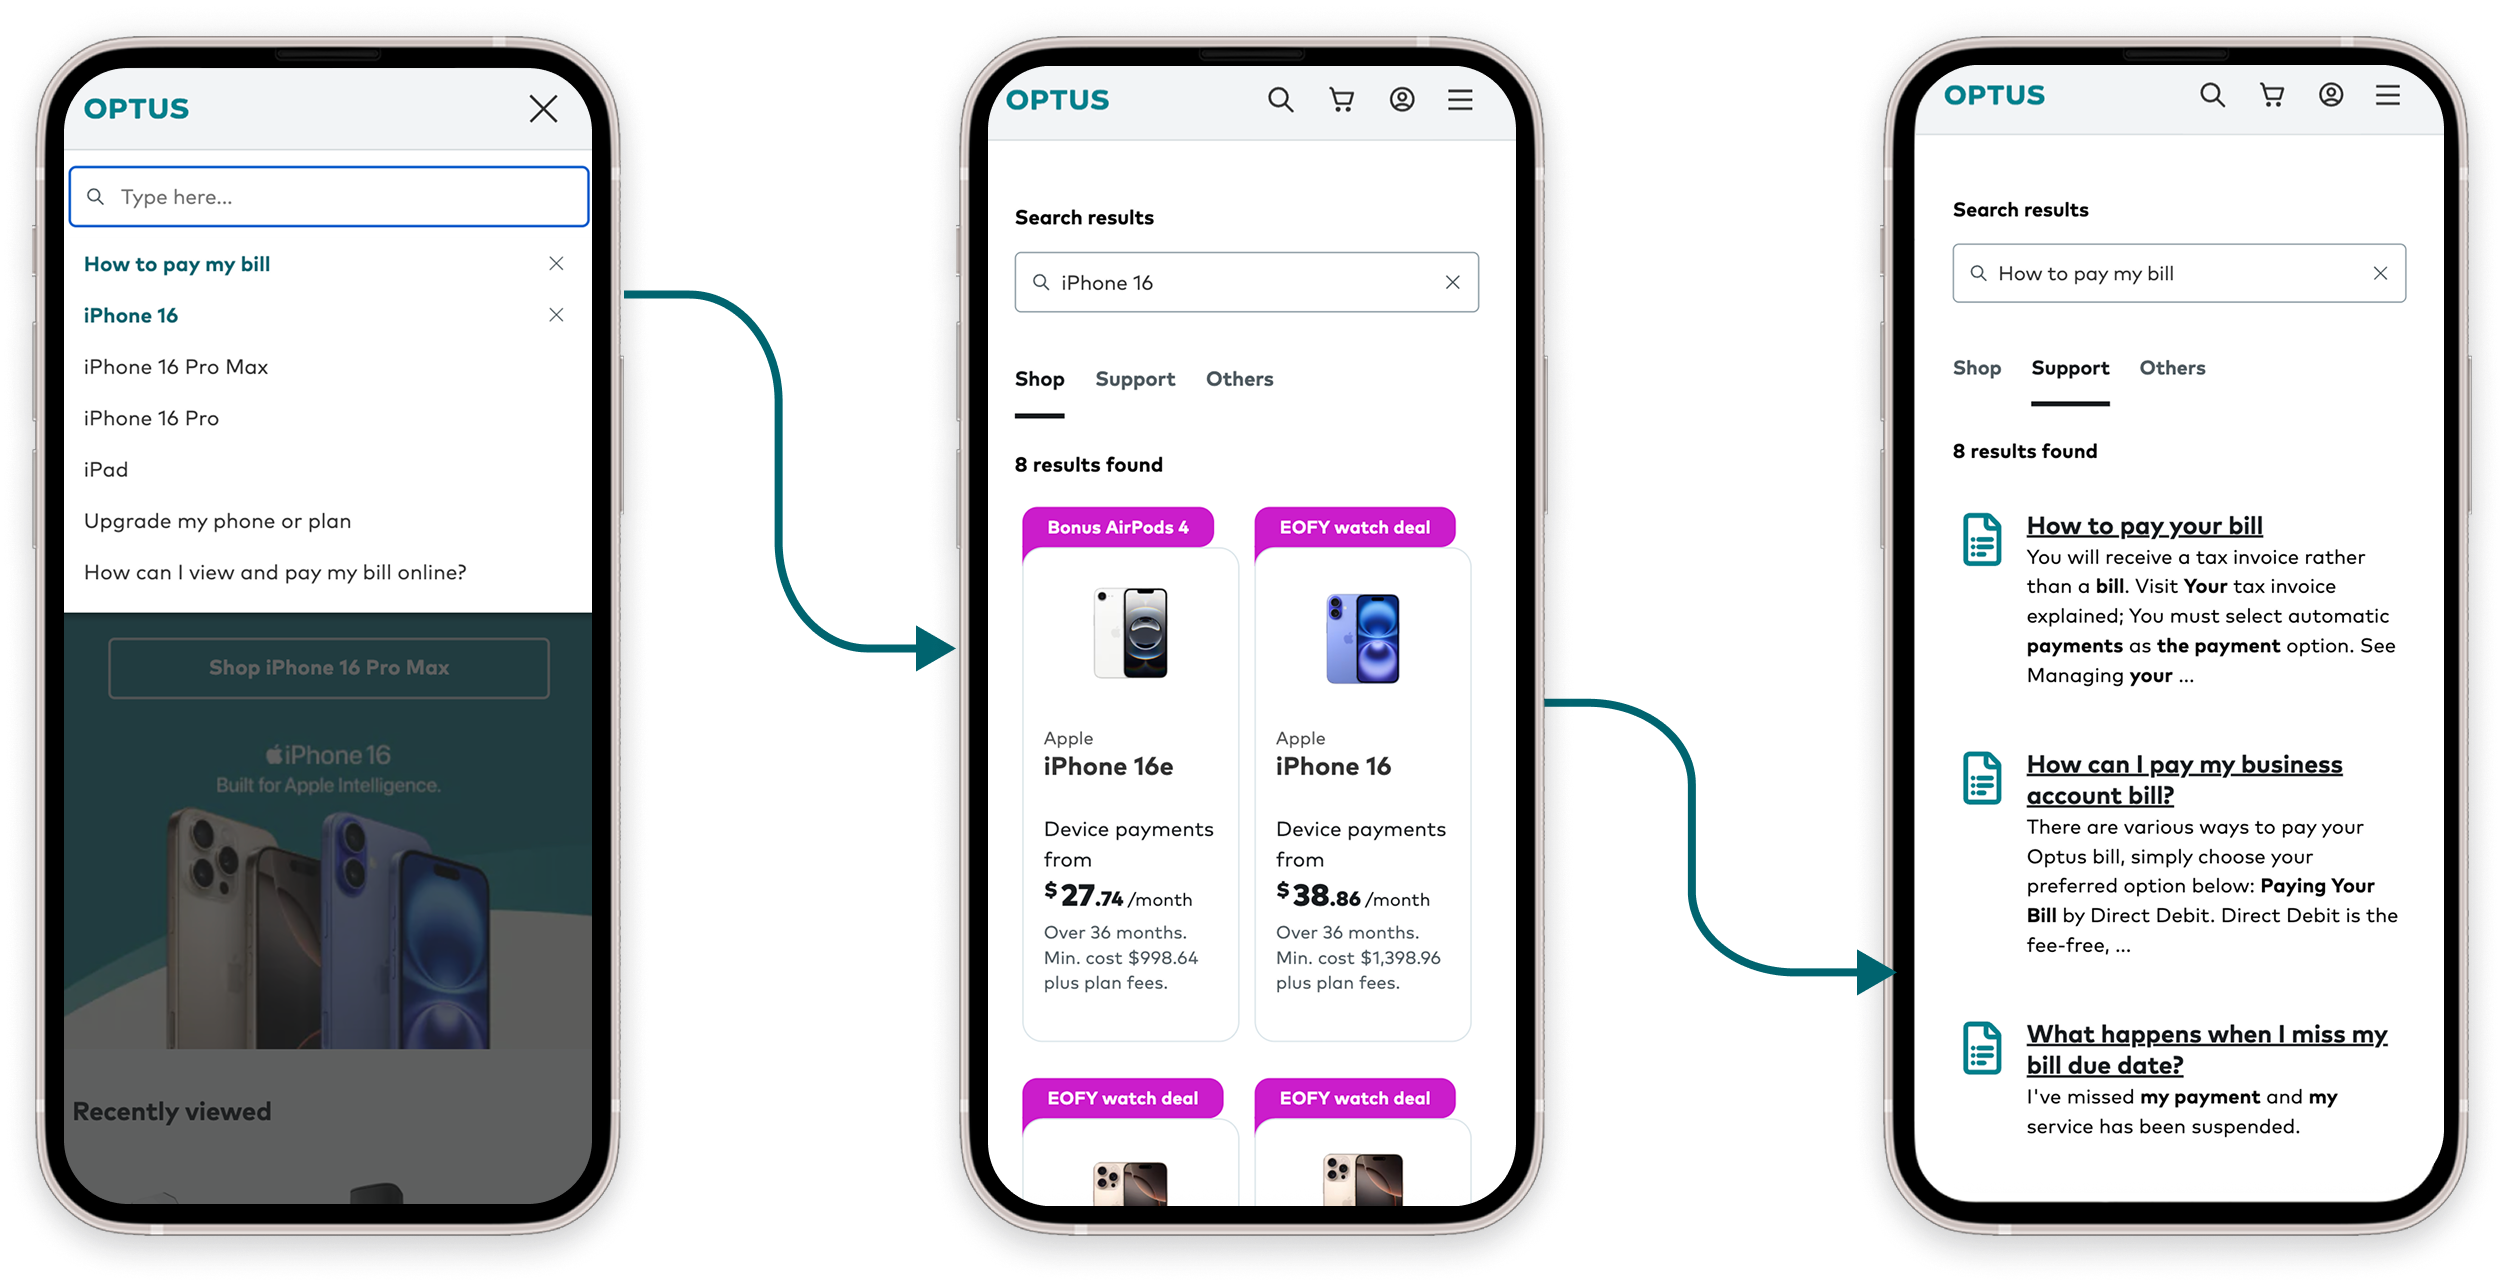 OPTUS
Type here...
How to pay my bill
iPhone 16
iPhone 16 Pro Max
iPhone 16 Pro
iPad
Upgrade my phone or plan
How can I view and pay my bill online?
Shop iPhone 16 Pro Max
iPhone 16
Built for Apple Intelligence.
Recently viewed
OPTUS
Search results
iPhone 16
Shop Support Others
8 results found
Bonus AirPods 4
Apple
iPhone 16e
Device payments
from
$27.74/month
Over 36 months.
Min. cost $998.64
plus plan fees.
EOFY watch deal
Apple
iPhone 16
Device payments
from
$38.86/month
Over 36 months.
Min. cost $1,398.96
plus plan fees.
EOFY watch deal
EOFY watch deal
OPTUS
Search results
How to pay my bill
Shop Support Others
8 results found
How to pay your bill
You will receive a tax invoice rather
than a bill. Visit Your tax invoice
explained; You must select automatic
payments as the payment option. See
Managing your ...
How can I pay my business
account bill?
There are various ways to pay your
Optus bill, simply choose your
preferred option below: Paying Your
Bill by Direct Debit. Direct Debit is the
fee-free, ...
What happens when I miss my
bill due date?
I've missed my payment and my
service has been suspended.